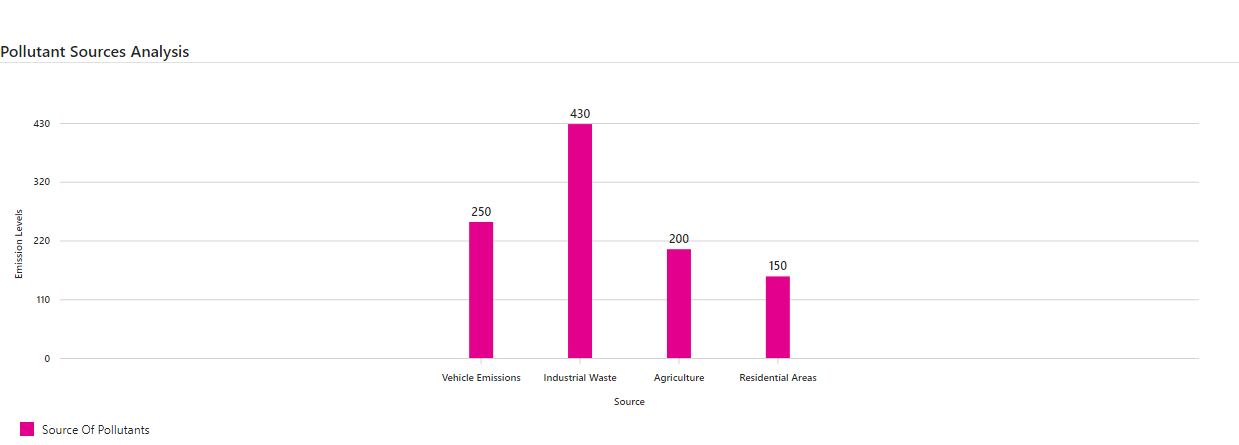 Pollutant Sources Analysis
430
430
320
250
Emission Levels
220
200
150
110
0
Vehicle Emissions Industrial Waste Agriculture Residential Areas
Source
Source Of Pollutants